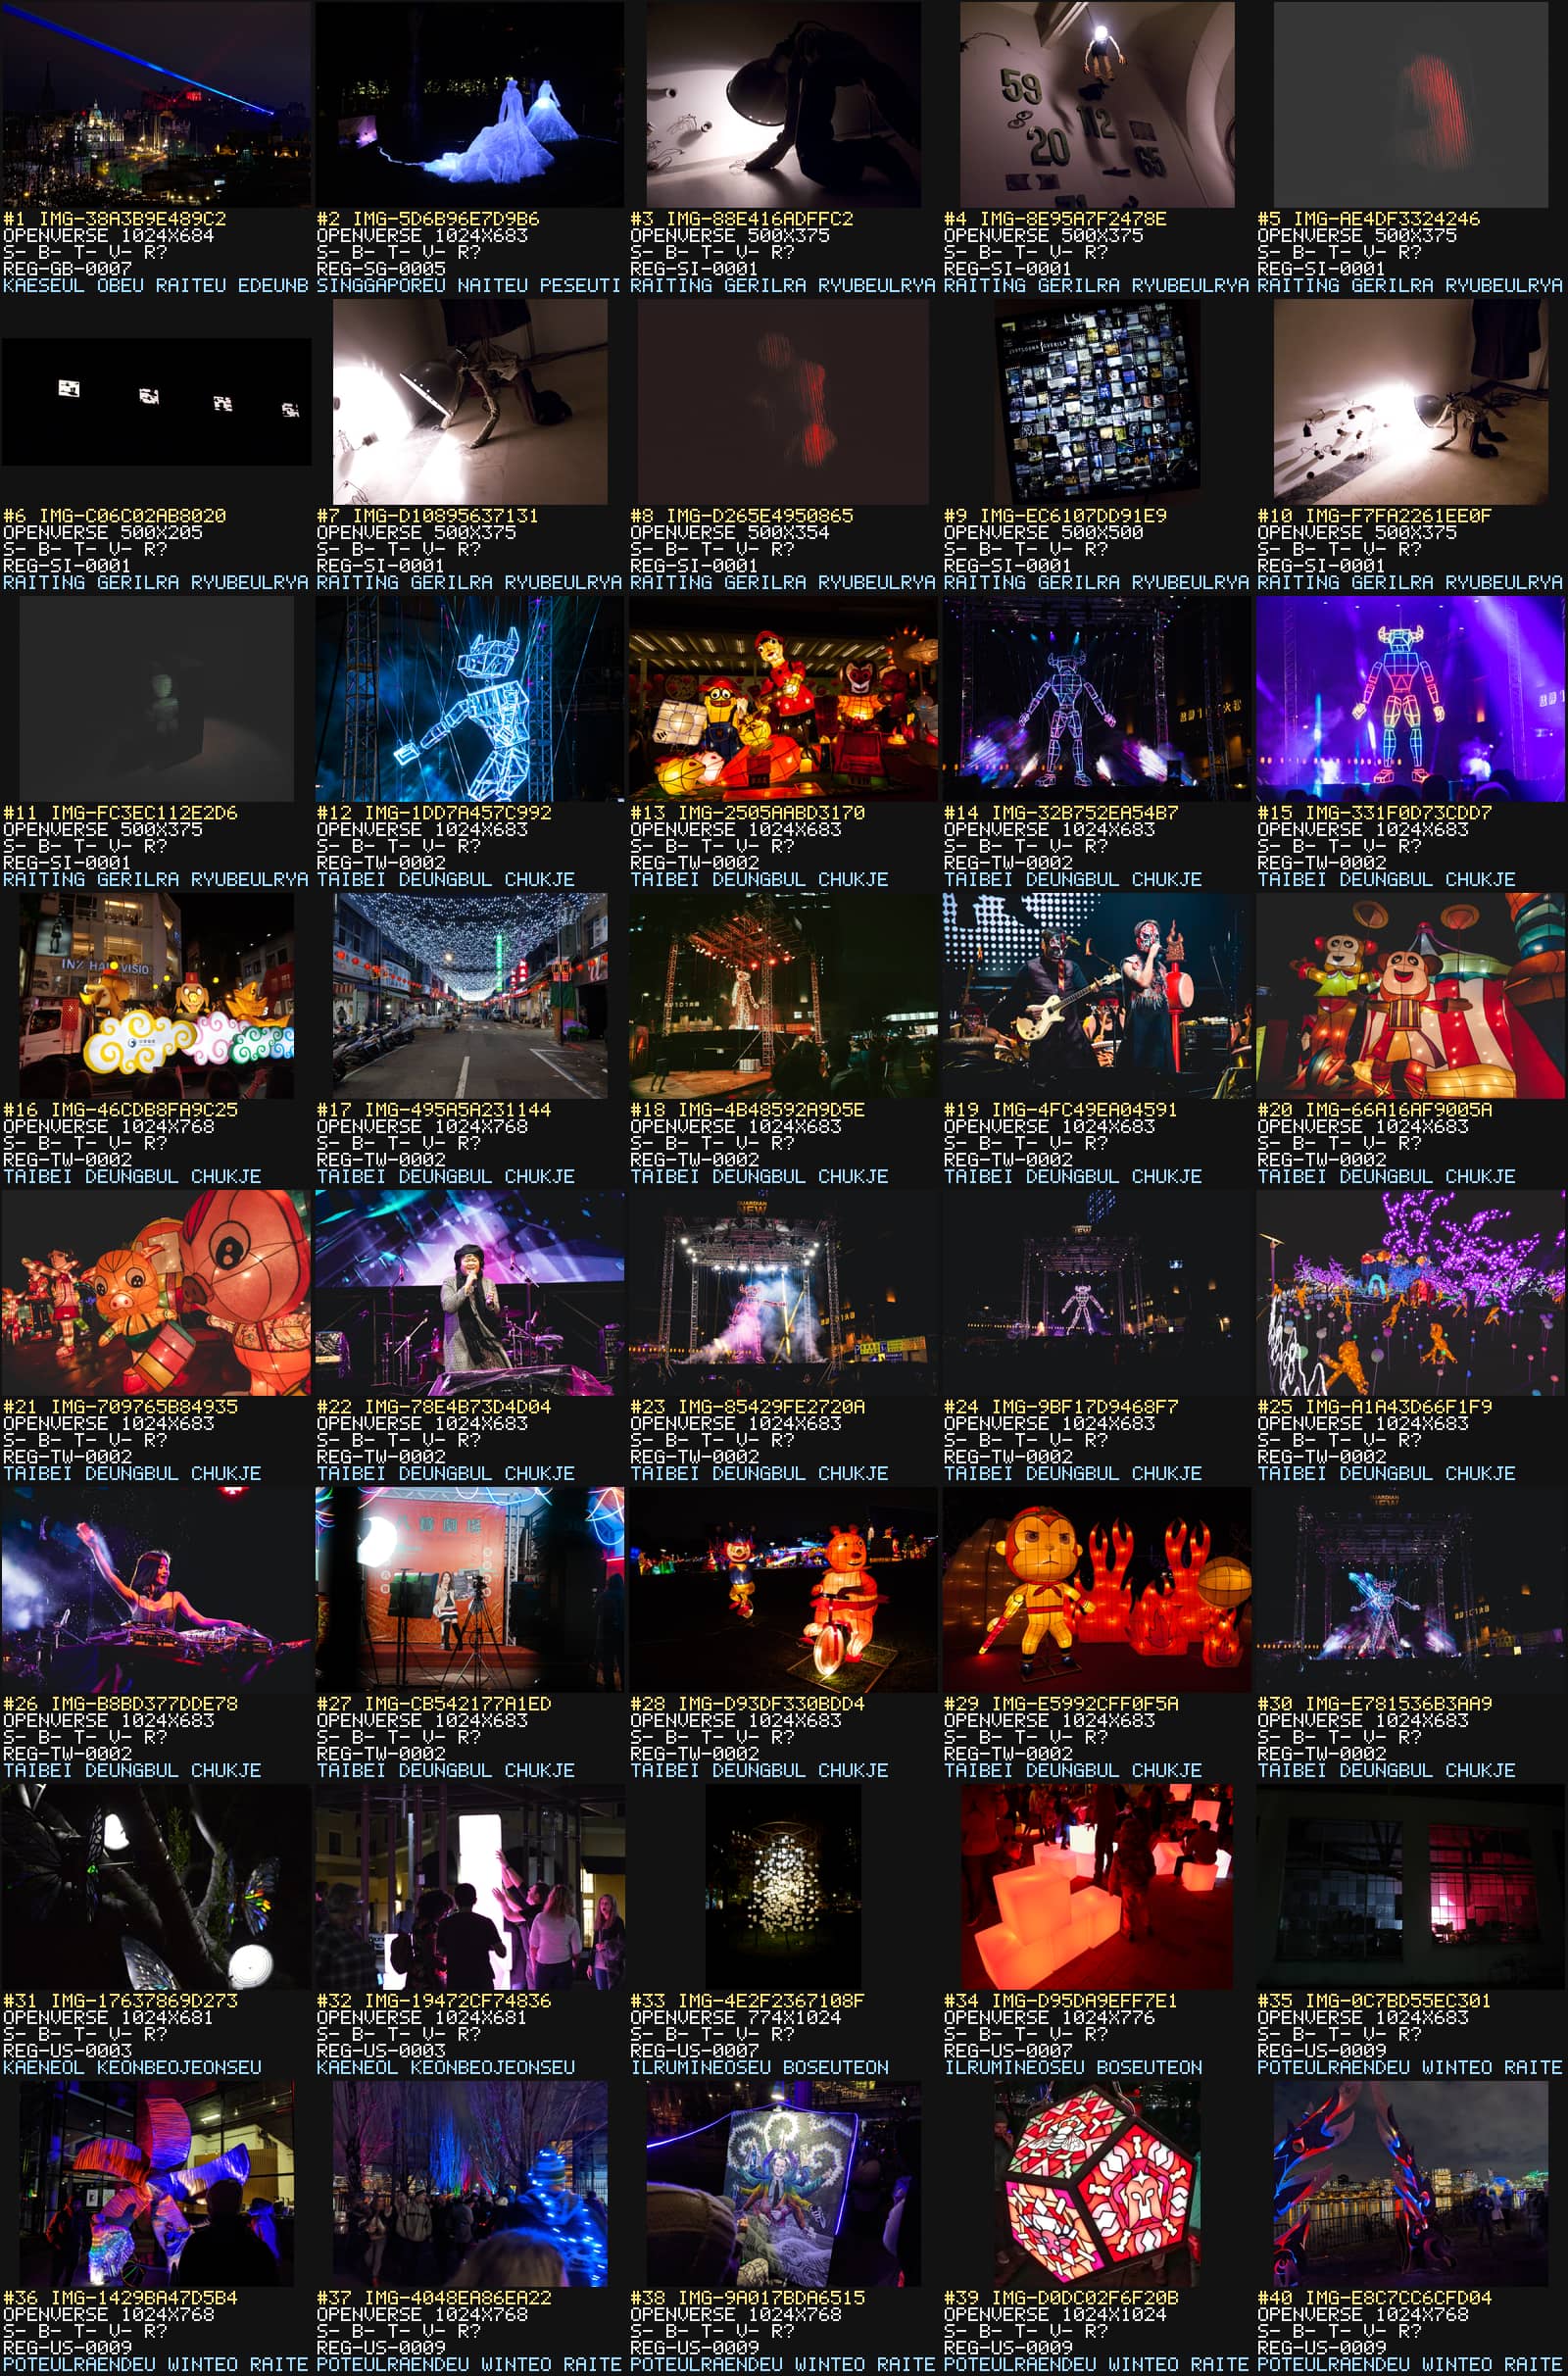 59
112
20
65
#1 IMG-38A3B9E489C2
OPENVERSE 1024X684
S- B- T- V- R?
REG-GB-0007
KAESEUL OBEU RAITEU EDEUNB
#2 IMG-5D6B96E7D9B6
OPENVERSE 1024X683
S- B- T- V- R?
REG-SG-0005
SINGGAPOREU NAITEU PESEUTI
#3 IMG-88E416ADFFC2
OPENVERSE 500X375
S- B- T- V- R?
REG-SI-0001
RAITING GERILRA RYUBEULRYA
#4 IMG-8E95A7F2478E
OPENVERSE 500X375
S- B- T- V- R?
REG-SI-0001
RAITING GERILRA RYUBEULRYA
#5 IMG-AE4DF3324246
OPENVERSE 500X375
S- B- T- V- R?
REG-SI-0001
RAITING GERILRA RYUBEULRYA
#6 IMG-C06C02AB8020
OPENVERSE 500X205
S- B- T- V- R?
REG-SI-0001
RAITING GERILRA RYUBEULRYA
#7 IMG-D10895637131
OPENVERSE 500X375
S- B- T- V- R?
REG-SI-0001
RAITING GERILRA RYUBEULRYA
#8 IMG-D265E4950865
OPENVERSE 500X354
S- B- T- V- R?
REG-SI-0001
RAITING GERILRA RYUBEULRYA
#9 IMG-EC6107DD91E9
OPENVERSE 500X500
S- B- T- V- R?
REG-SI-0001
RAITING GERILRA RYUBEULRYA
#10 IMG-F7FA2261EE0F
OPENVERSE 500X375
S- B- T- V- R?
REG-SI-0001
RAITING GERILRA RYUBEULRYA
#11 IMG-FC3EC112E2D6
OPENVERSE 500X375
S- B- T- V- R?
REG-SI-0001
RAITING GERILRA RYUBEULRYA
#12 IMG-1DD7A457C992
OPENVERSE 1024X683
S- B- T- V- R?
REG-TW-0002
TAIBEI DEUNGBUL CHUKJE
#13 IMG-2505AABD3170
OPENVERSE 1024X683
S- B- T- V- R?
REG-TW-0002
TAIBEI DEUNGBUL CHUKJE
#14 IMG-32B752EA54B7
OPENVERSE 1024X683
S- B- T- V- R?
REG-TW-0002
TAIBEI DEUNGBUL CHUKJE
#15 IMG-331F0D73CDD7
OPENVERSE 1024X683
S- B- T- V- R?
REG-TW-0002
TAIBEI DEUNGBUL CHUKJE
#16 IMG-46CDB8FA9C25
OPENVERSE 1024X768
S- B- T- V- R?
REG-TW-0002
TAIBEI DEUNGBUL CHUKJE
#17 IMG-495A5A231144
OPENVERSE 1024X768
S- B- T- V- R?
REG-TW-0002
TAIBEI DEUNGBUL CHUKJE
#18 IMG-4B48592A9D5E
OPENVERSE 1024X683
S- B- T- V- R?
REG-TW-0002
TAIBEI DEUNGBUL CHUKJE
#19 IMG-4FC49EA04591
OPENVERSE 1024X683
S- B- T- V- R?
REG-TW-0002
TAIBEI DEUNGBUL CHUKJE
#20 IMG-66A16AF9005A
OPENVERSE 1024X683
S- B- T- V- R?
REG-TW-0002
TAIBEI DEUNGBUL CHUKJE
#21 IMG-709765B84935
OPENVERSE 1024X683
S- B- T- V- R?
REG-TW-0002
TAIBEI DEUNGBUL CHUKJE
#22 IMG-78E4B73D4D04
OPENVERSE 1024X683
S- B- T- V- R?
REG-TW-0002
TAIBEI DEUNGBUL CHUKJE
#23 IMG-85429FE2720A
OPENVERSE 1024X683
S- B- T- V- R?
REG-TW-0002
TAIBEI DEUNGBUL CHUKJE
#24 IMG-9BF17D9468F7
OPENVERSE 1024X683
S- B- T- V- R?
REG-TW-0002
TAIBEI DEUNGBUL CHUKJE
#25 IMG-A1A43D66F1F9
OPENVERSE 1024X683
S- B- T- V- R?
REG-TW-0002
TAIBEI DEUNGBUL CHUKJE
#26 IMG-B8BD377DDE78
OPENVERSE 1024X683
S- B- T- V- R?
REG-TW-0002
TAIBEI DEUNGBUL CHUKJE
#27 IMG-CB542177A1ED
OPENVERSE 1024X683
S- B- T- V- R?
REG-TW-0002
TAIBEI DEUNGBUL CHUKJE
#28 IMG-D93DF330BDD4
OPENVERSE 1024X683
S- B- T- V- R?
REG-TW-0002
TAIBEI DEUNGBUL CHUKJE
#29 IMG-E5992CFF0F5A
OPENVERSE 1024X683
S- B- T- V- R?
REG-TW-0002
TAIBEI DEUNGBUL CHUKJE
#30 IMG-E781536B3AA9
OPENVERSE 1024X683
S- B- T- V- R?
REG-TW-0002
TAIBEI DEUNGBUL CHUKJE
#31 IMG-17637869D273
OPENVERSE 1024X681
S- B- T- V- R?
REG-US-0003
KAENEOL KEONBEOJEONSEU
#32 IMG-19472CF74836
OPENVERSE 1024X681
S- B- T- V- R?
REG-US-0003
KAENEOL KEONBEOJEONSEU
#33 IMG-4E2F2367108F
OPENVERSE 774X1024
S- B- T- V- R?
REG-US-0007
ILRUMINEOSEU BOSEUTEON
#34 IMG-D95DA9EFF7E1
OPENVERSE 1024X776
S- B- T- V- R?
REG-US-0007
ILRUMINEOSEU BOSEUTEON
#35 IMG-0C7BD55EC301
OPENVERSE 1024X683
S- B- T- V- R?
REG-US-0009
POTEULRAENDEU WINTEO RAITE
#36 IMG-1429BA47D5B4
OPENVERSE 1024X768
S- B- T- V- R?
REG-US-0009
POTEULRAENDEU WINTEO RAITE
#37 IMG-4048EA86EA22
OPENVERSE 1024X768
S- B- T- V- R?
REG-US-0009
POTEULRAENDEU WINTEO RAITE
#38 IMG-9A017BDA6515
OPENVERSE 1024X768
S- B- T- V- R?
REG-US-0009
POTEULRAENDEU WINTEO RAITE
#39 IMG-D0DC02F6F20B
OPENVERSE 1024X1024
S- B- T- V- R?
REG-US-0009
POTEULRAENDEU WINTEO RAITE
#40 IMG-E8C7CC6CFD04
OPENVERSE 1024X768
S- B- T- V- R?
REG-US-0009
POTEULRAENDEU WINTEO RAITE